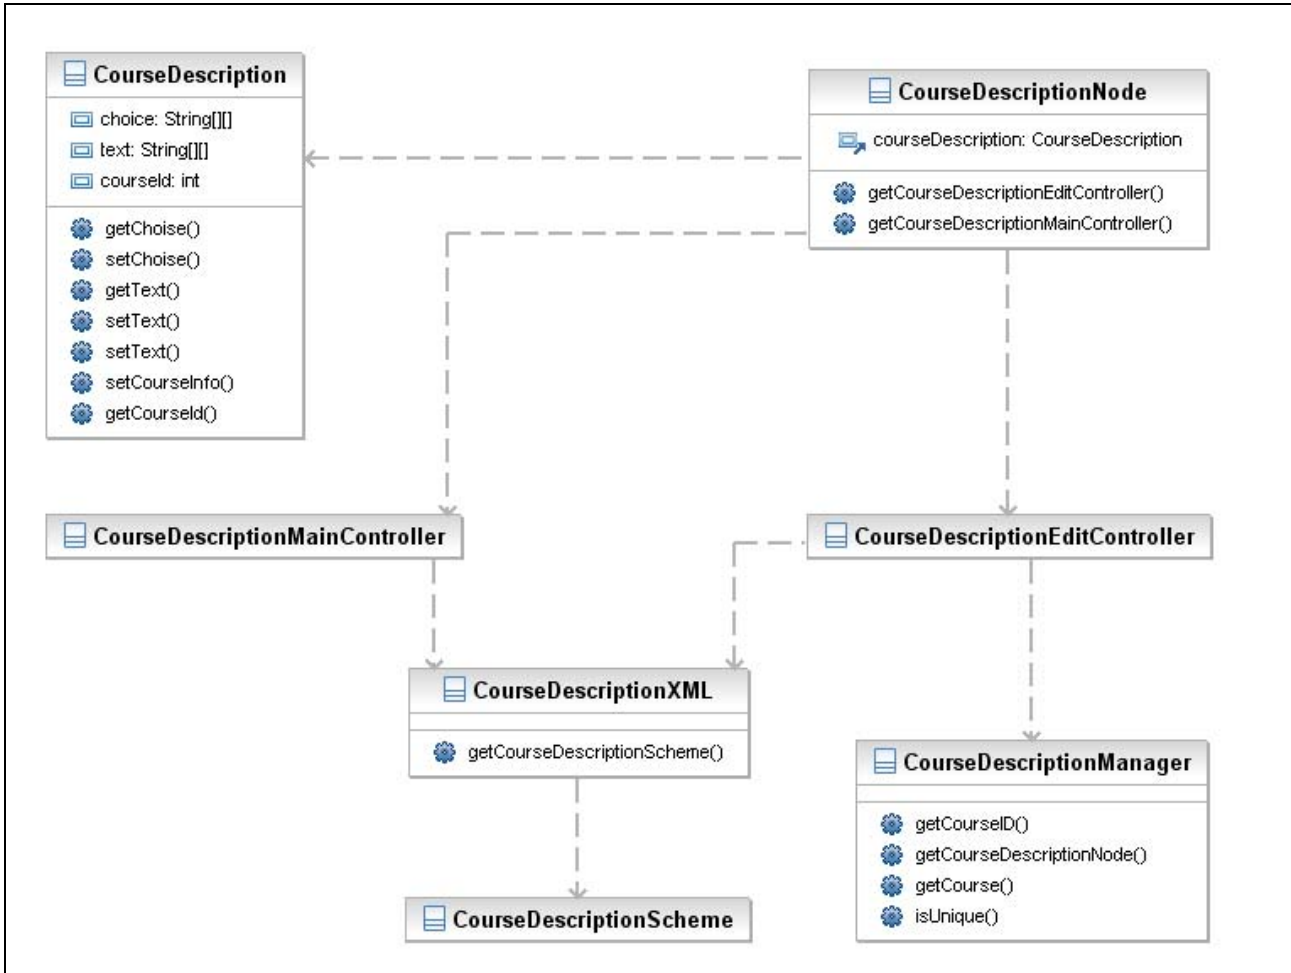 CourseDescription
choice: String[][]
text: String[][]
courseId: int
getChoise()
setChoise()
getText()
setText()
setText()
setCourseInfo()
getCourseId()
CourseDescriptionNode
courseDescription: CourseDescription
getCourseDescriptionEditController()
getCourseDescriptionMainController()
CourseDescriptionMainController
CourseDescriptionEditController
CourseDescriptionXML
getCourseDescriptionScheme()
CourseDescriptionManager
getCourseID()
getCourseDescriptionNode()
getCourse()
isUnique()
CourseDescriptionScheme